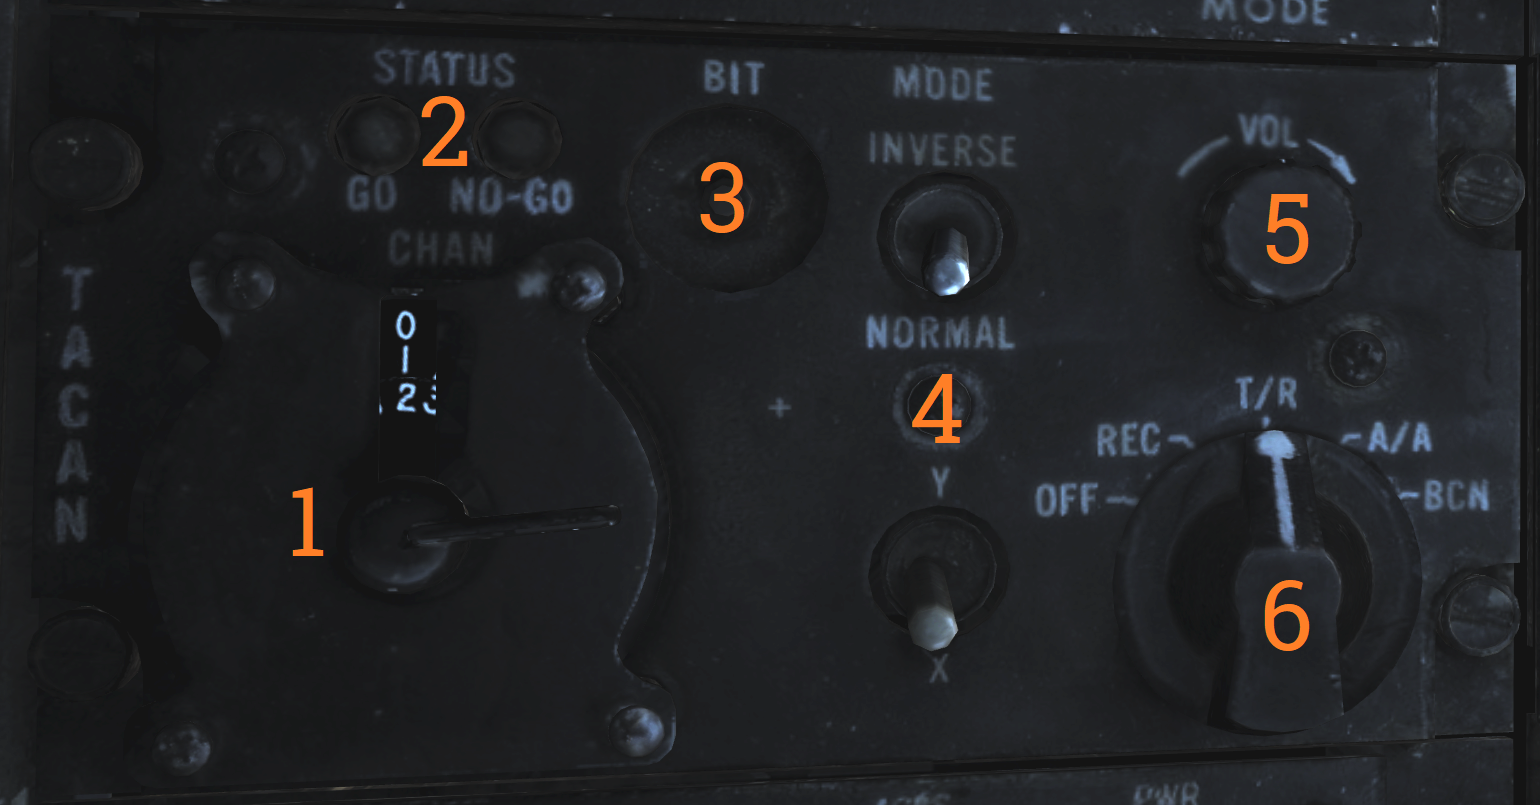 MODE
STATUS
2
GO NO-GO
BIT
3
MODE
INVERSE
NORMAL
4
Y
X
VOL
5
TACAN
CHAN
0
1
2
1
T/R
REC
A/A
OFF
BCN
6
PWR